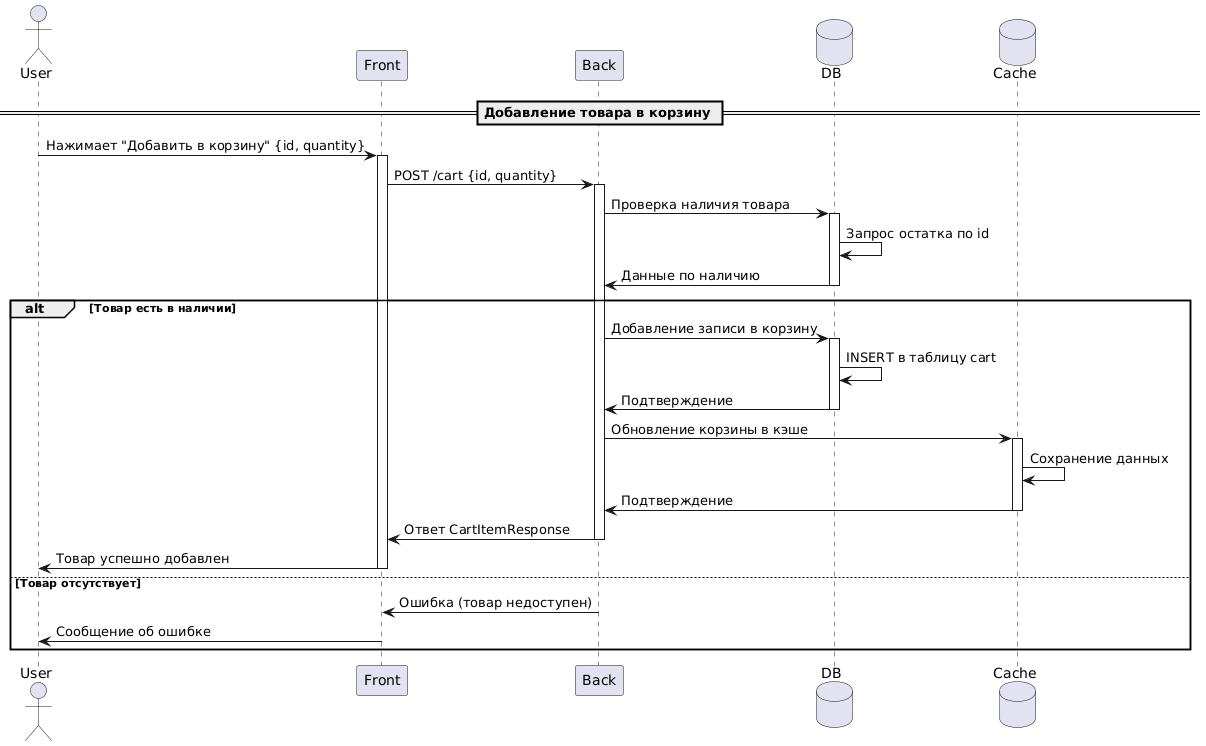 User
Front
Back
DB
Cache
Добавление товара в корзину
Нажимает "Добавить в корзину" {id, quantity}
POST /cart {id, quantity}
Проверка наличия товара
Запрос остатка по id
Данные по наличию
alt
[Товар есть в наличии]
Добавление записи в корзину
INSERT в таблицу cart
Подтверждение
Обновление корзины в кэше
Сохранение данных
Подтверждение
Ответ CartItemResponse
Товар успешно добавлен
[Товар отсутствует]
Ошибка (товар недоступен)
Сообщение об ошибке
User
Front
Back
DB
Cache